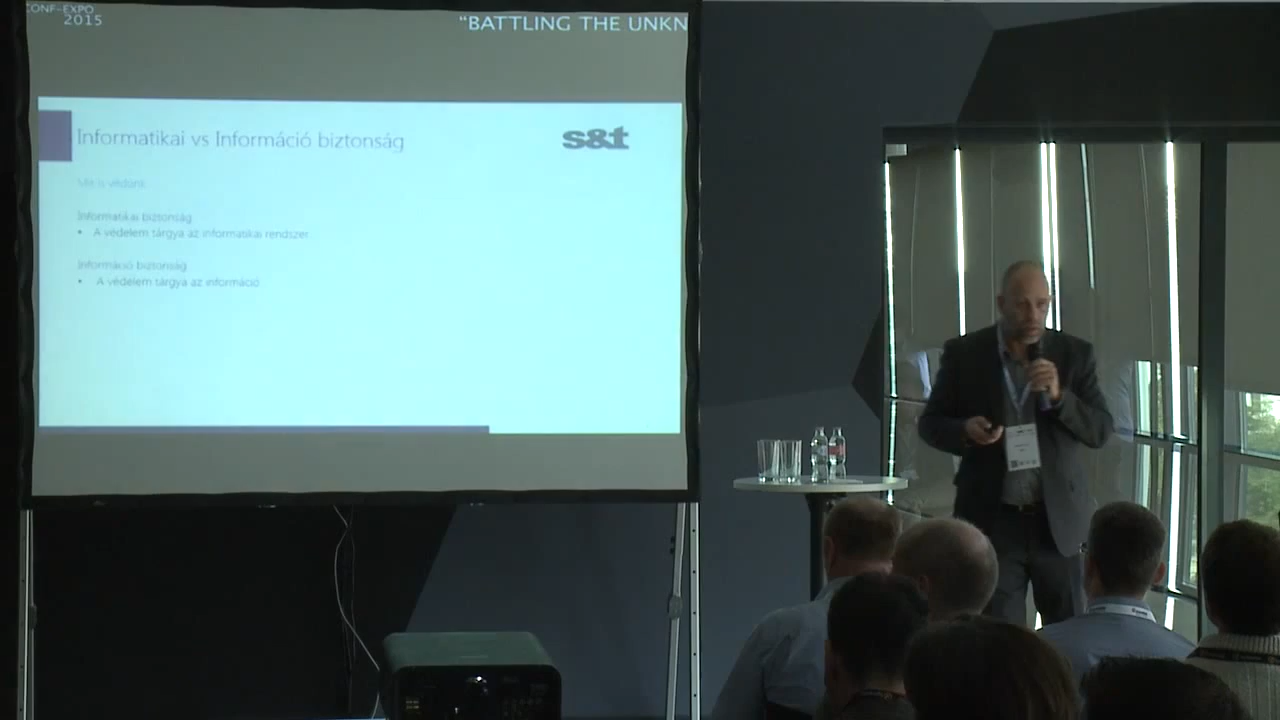 CONF-EXPO
2015
"BATTLING THE UNKN
Informatikai vs Információ biztonság
s&t
Mit is védünk
Informatikai biztonság
• A védelem tárgya az informatikai rendszer
Információ biztonság
• A védelem tárgya az információ